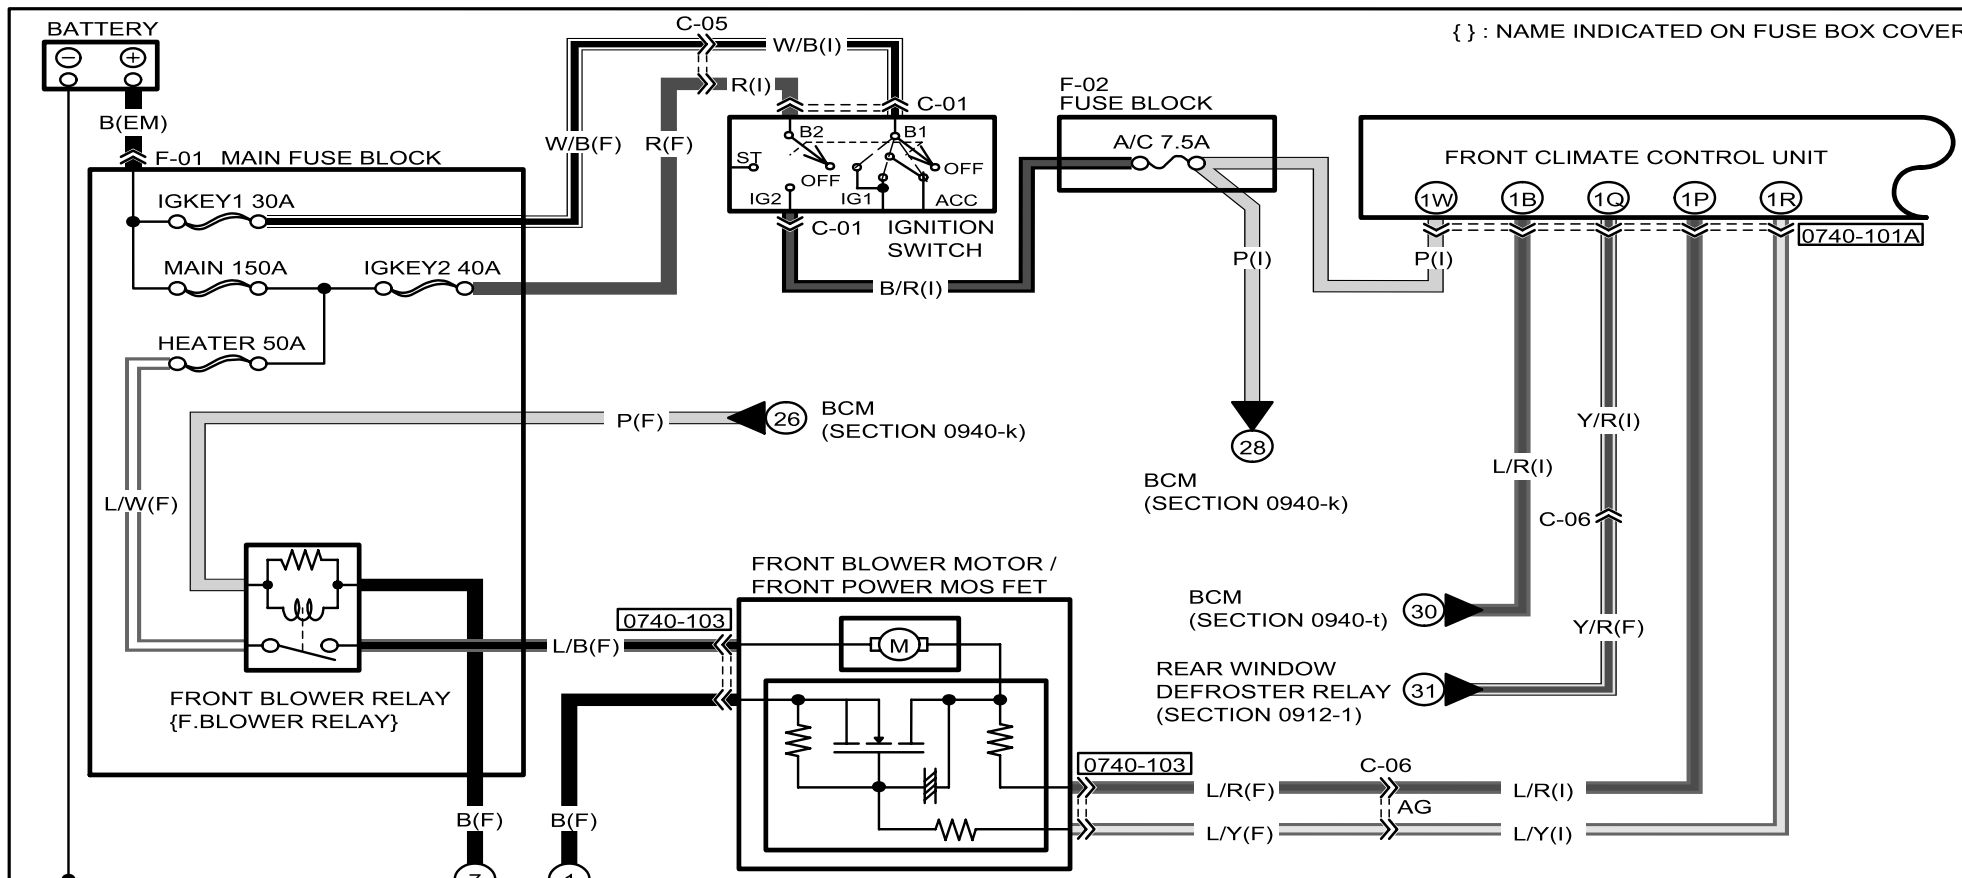 BATTERY
C-05
{ } : NAME INDICATED ON FUSE BOX COVER
W/B(I)
− +
R(I)
F-02
FUSE BLOCK
C-01
B(EM)
W/B(F)
R(F)
B2
B1
A/C 7.5A
F-01 MAIN FUSE BLOCK
ST
OFF
OFF
FRONT CLIMATE CONTROL UNIT
IGKEY1 30A
IG2
IG1
ACC
1W
1B
1Q
1P
1R
C-01
IGNITION
SWITCH
0740-101A
P(I)
P(I)
MAIN 150A
IGKEY2 40A
B/R(I)
HEATER 50A
P(F)
26
BCM
(SECTION 0940-k)
28
BCM
(SECTION 0940-k)
Y/R(I)
L/R(I)
L/W(F)
C-06
FRONT BLOWER MOTOR /
FRONT POWER MOS FET
BCM
(SECTION 0940-t)
30
Y/R(F)
0740-103
L/B(F)
M
REAR WINDOW
DEFROSTER RELAY
(SECTION 0912-1)
31
FRONT BLOWER RELAY
{F.BLOWER RELAY}
0740-103
C-06
L/R(F)
L/R(I)
AG
B(F)
B(F)
L/Y(F)
L/Y(I)